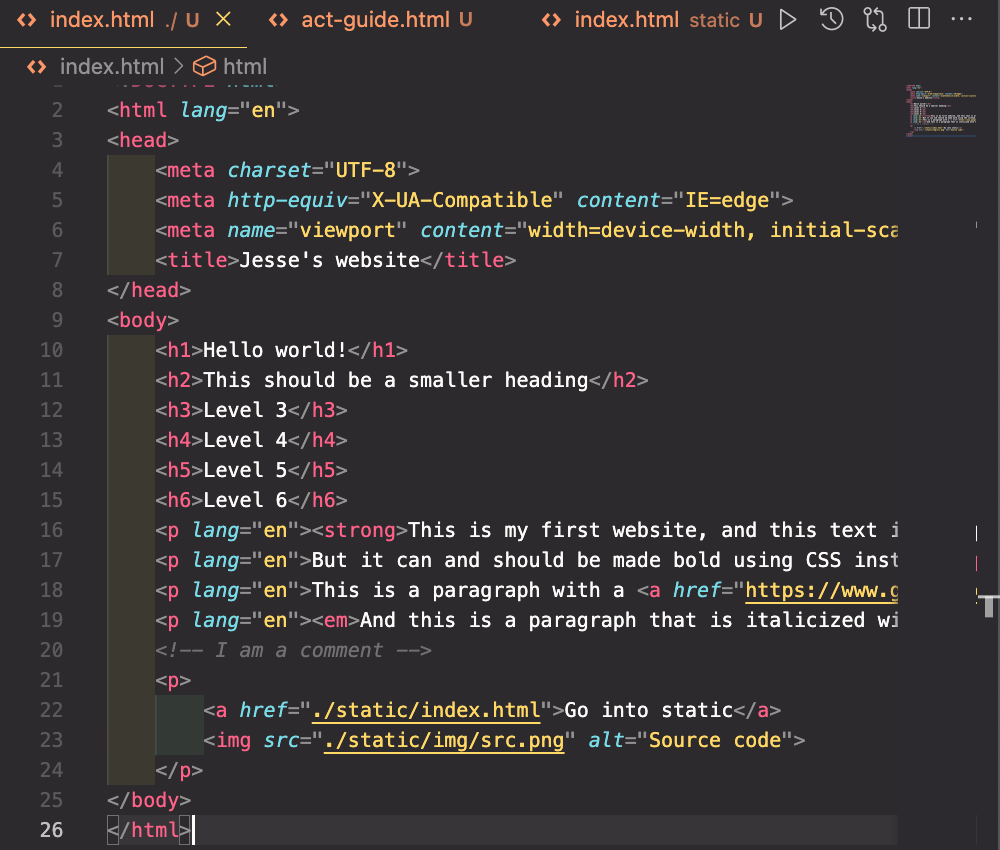 index.html ./ U
act-guide.html U
index.html static U
index.html > html
2 <html lang="en">
3 <head>
4 <meta charset="UTF-8">
5 <meta http-equiv="X-UA-Compatible" content="IE=edge">
6 <meta name="viewport" content="width=device-width, initial-sca
7 <title>Jesse's website</title>
8 </head>
9 <body>
10 <h1>Hello world!</h1>
11 <h2>This should be a smaller heading</h2>
12 <h3>Level 3</h3>
13 <h4>Level 4</h4>
14 <h5>Level 5</h5>
15 <h6>Level 6</h6>
16 <p lang="en"><strong>This is my first website, and this text i
17 <p lang="en">But it can and should be made bold using CSS inst
18 <p lang="en">This is a paragraph with a <a href="https://www.g
19 <p lang="en"><em>And this is a paragraph that is italicized wi
20 <!-- I am a comment -->
21 <p>
22 <a href="./static/index.html">Go into static</a>
23 <img src="./static/img/src.png" alt="Source code">
24 </p>
25 </body>
26 </html>